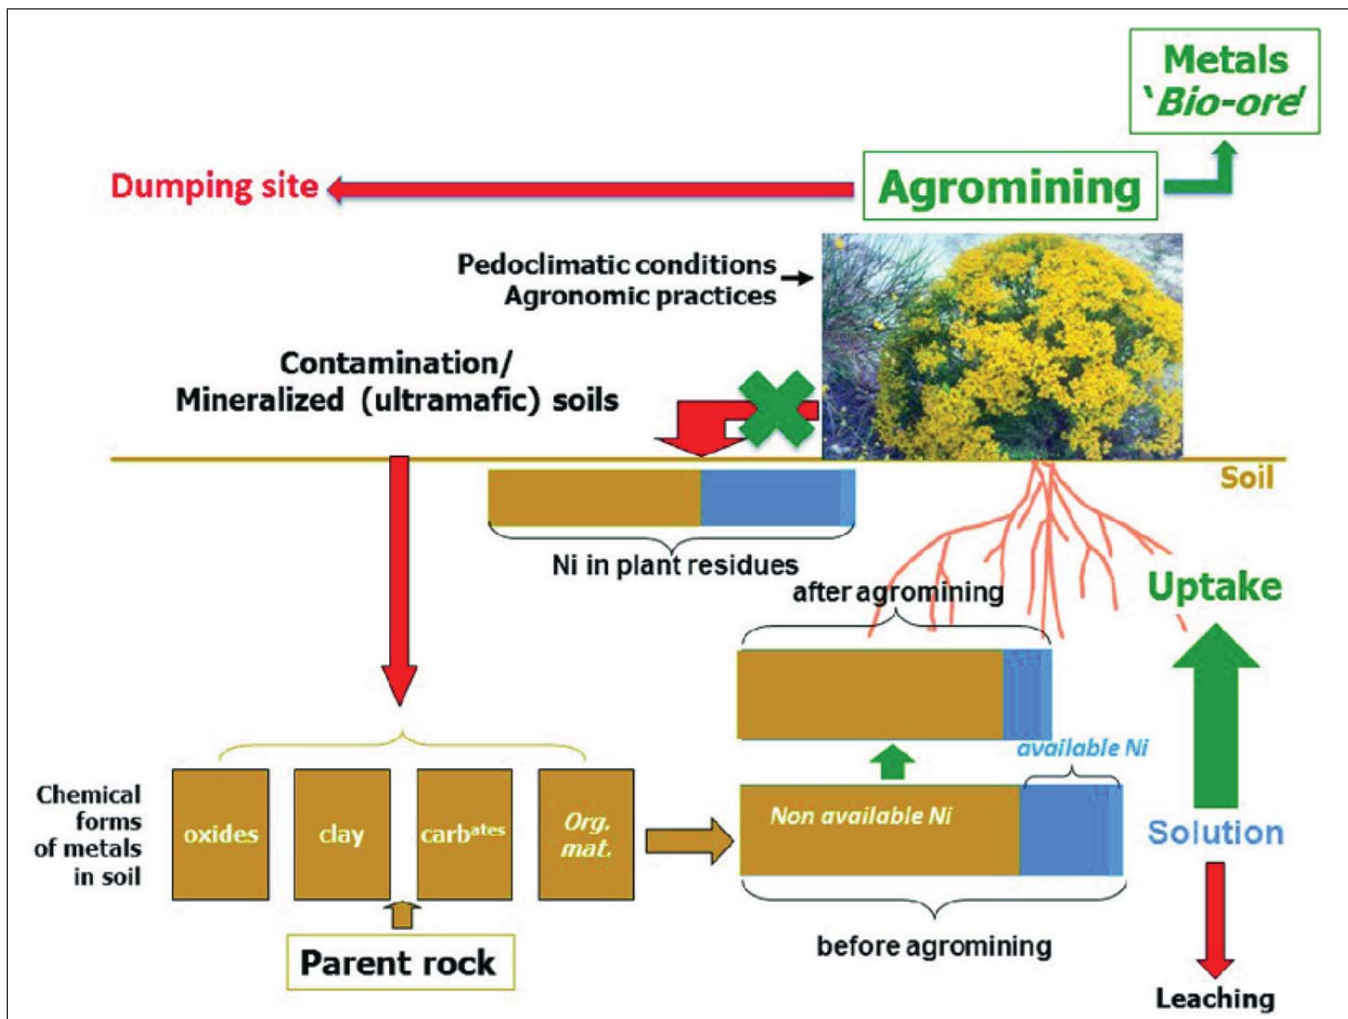 Metals
'Bio-ore'
Dumping site
Agromining
Pedoclimatic conditions
Agronomic practices
Contamination/
Mineralized (ultramafic) soils
Soil
Ni in plant residues
after agromining
Uptake
available Ni
Chemical
forms
of metals
in soil
oxides
clay
carbates
Org.
mat.
Non available Ni
Solution
before agromining
Parent rock
Leaching